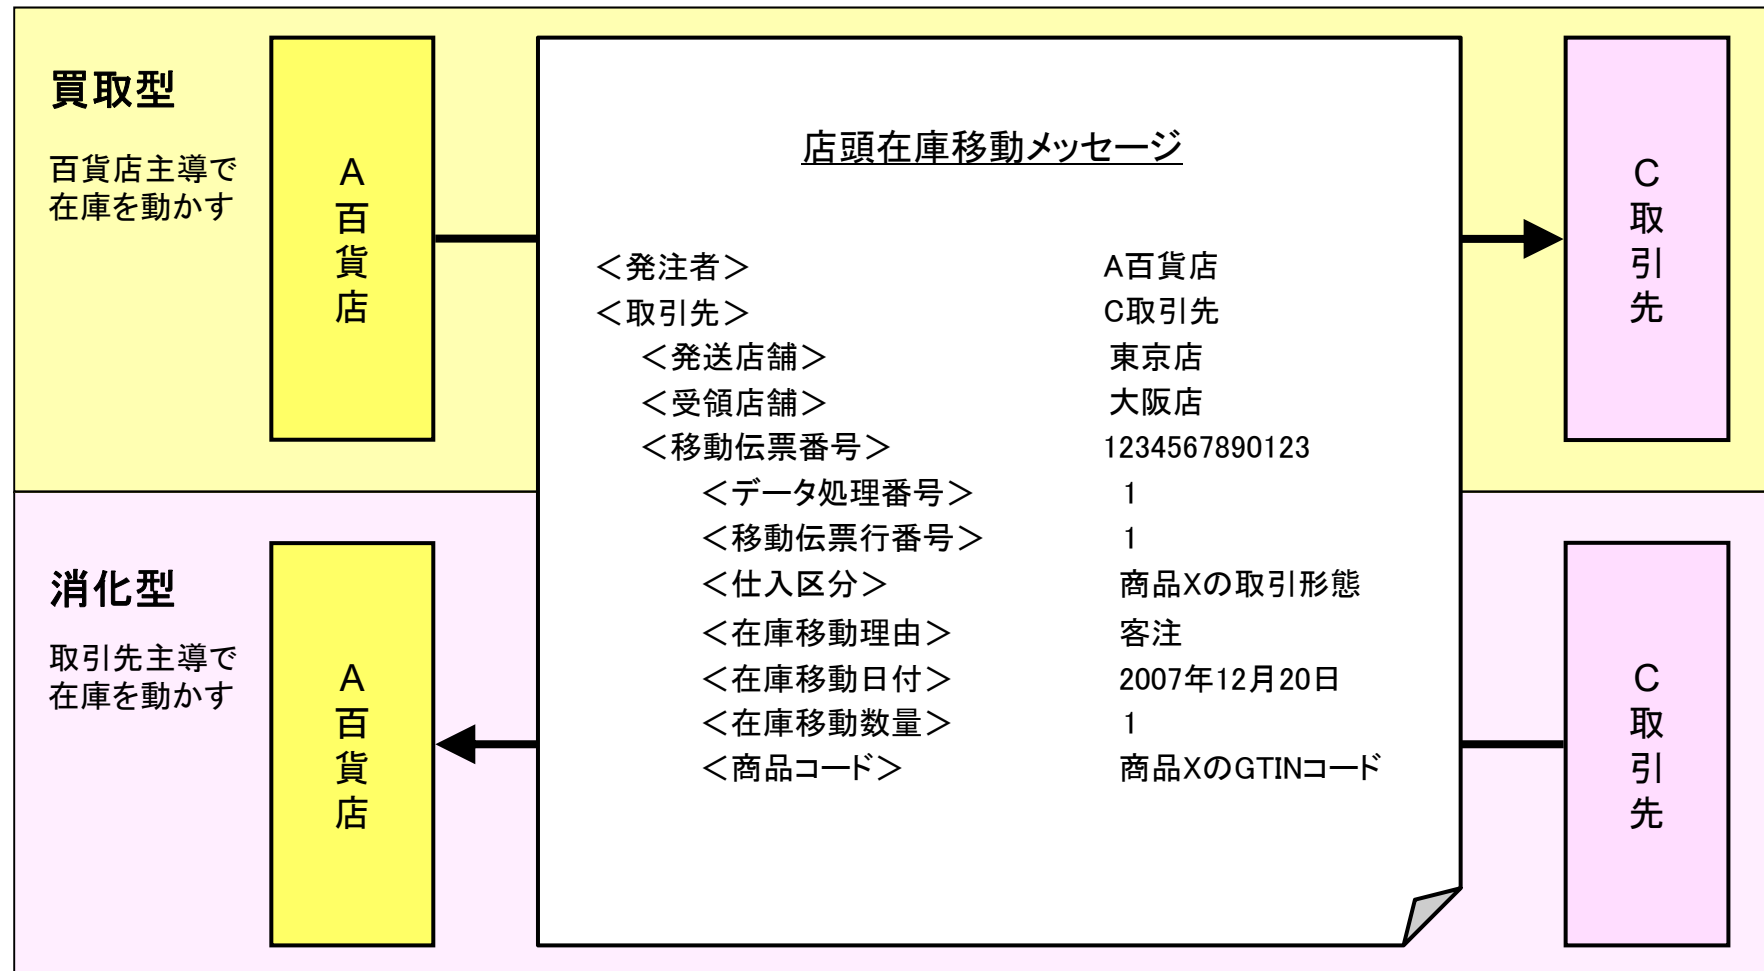 買取型
百貨店主導で
在庫を動かす
A
百
貨
店
店頭在庫移動メッセージ
＜発注者＞ A百貨店
＜取引先＞ C取引先
＜発送店舗＞ 東京店
＜受領店舗＞ 大阪店
＜移動伝票番号＞ 1234567890123
＜データ処理番号＞ 1
＜移動伝票行番号＞ 1
＜仕入区分＞ 商品Xの取引形態
＜在庫移動理由＞ 客注
＜在庫移動日付＞ 2007年12月20日
＜在庫移動数量＞ 1
＜商品コード＞ 商品XのGTINコード
C
取
引
先
消化型
取引先主導で
在庫を動かす
A
百
貨
店
C
取
引
先